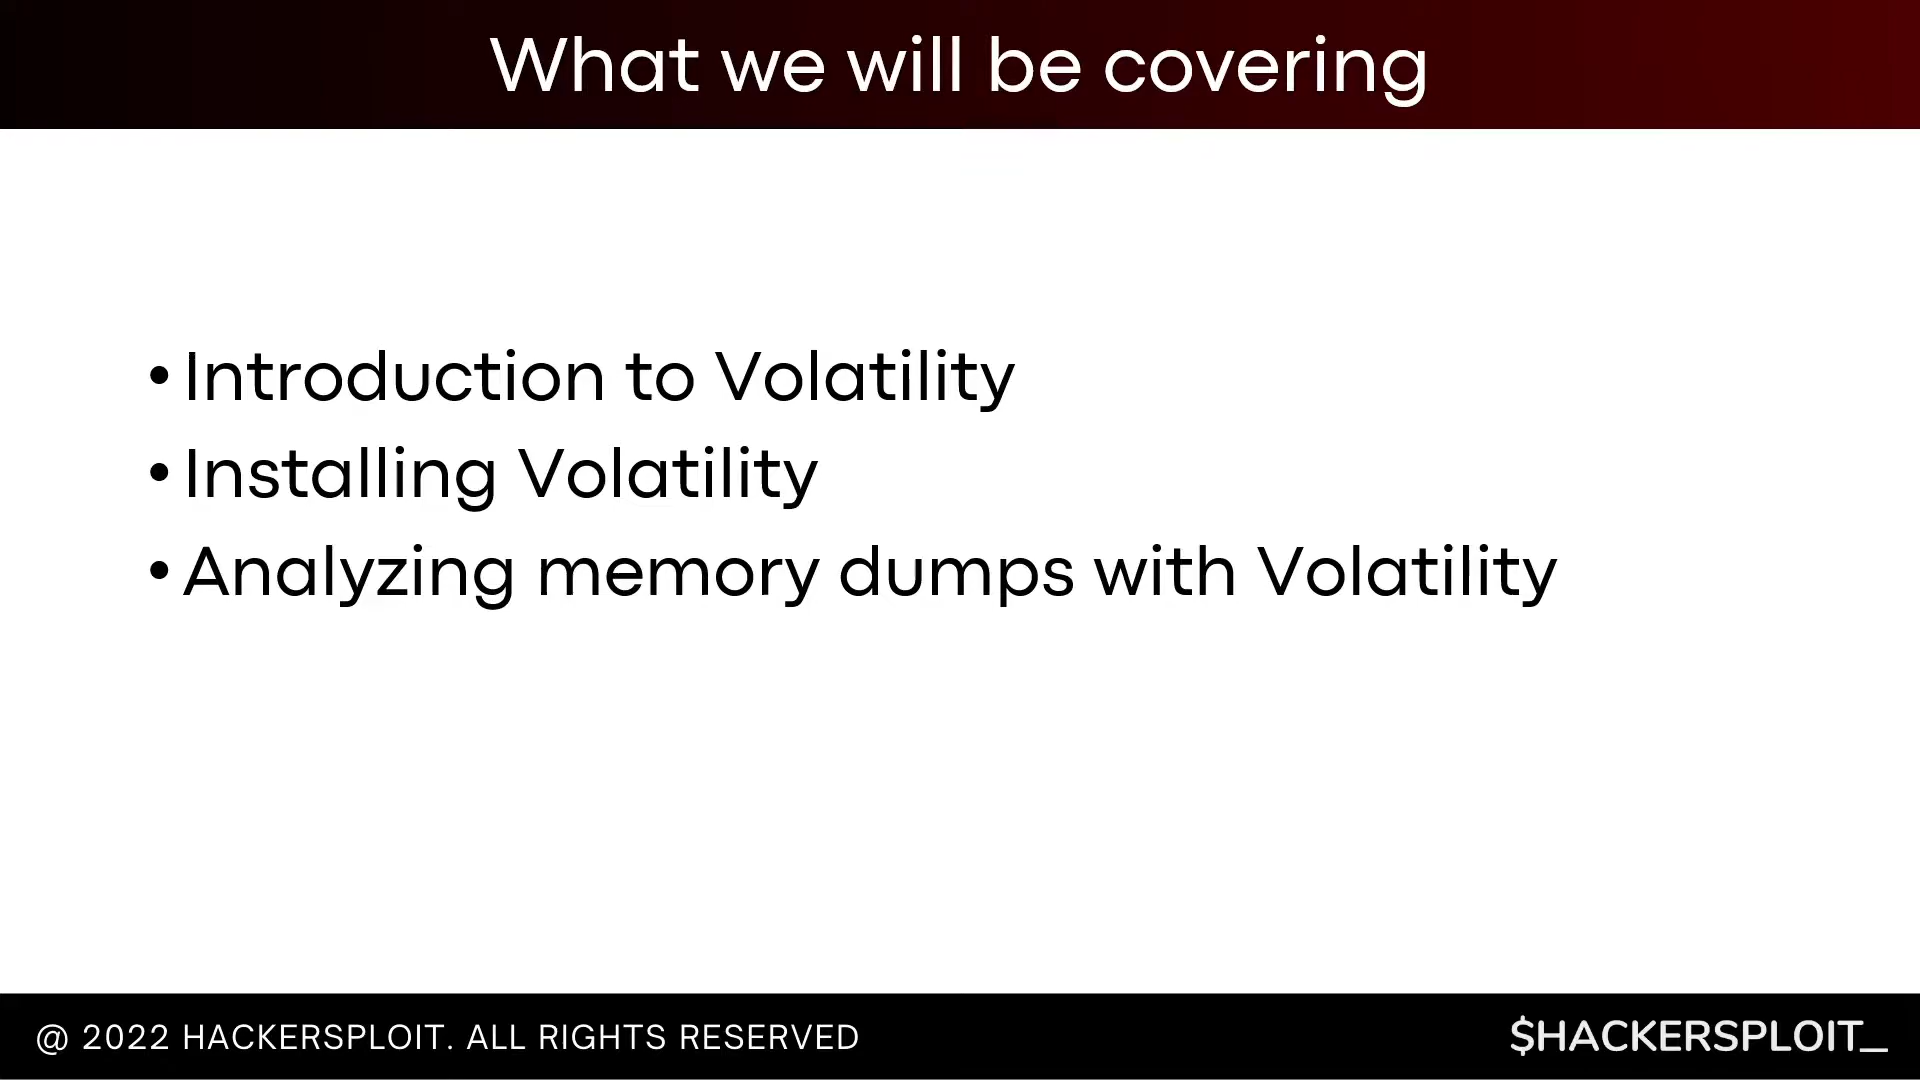 What we will be covering
• Introduction to Volatility
• Installing Volatility
• Analyzing memory dumps with Volatility
@ 2022 HACKERSPLOIT. ALL RIGHTS RESERVED
$HACKERSPLOIT_